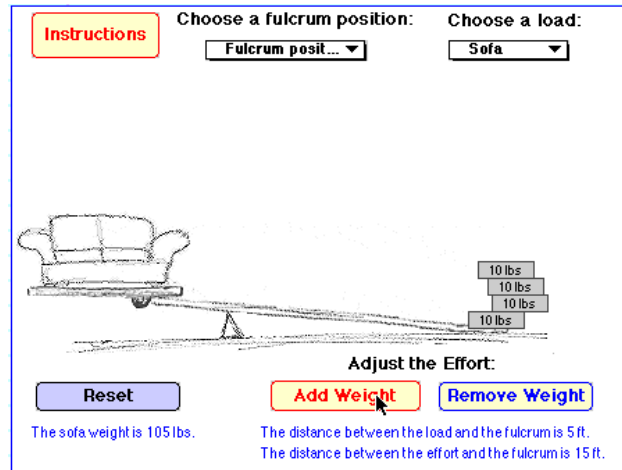 Instructions
Choose a fulcrum position:
Choose a load:
Fulcrum posit...
Sofa
10 lbs
10 lbs
10 lbs
10 lbs
Adjust the Effort:
Reset
Add Weight
Remove Weight
The sofa weight is 105 lbs.
The distance between the load and the fulcrum is 5 ft.
The distance between the effort and the fulcrum is 15 ft.